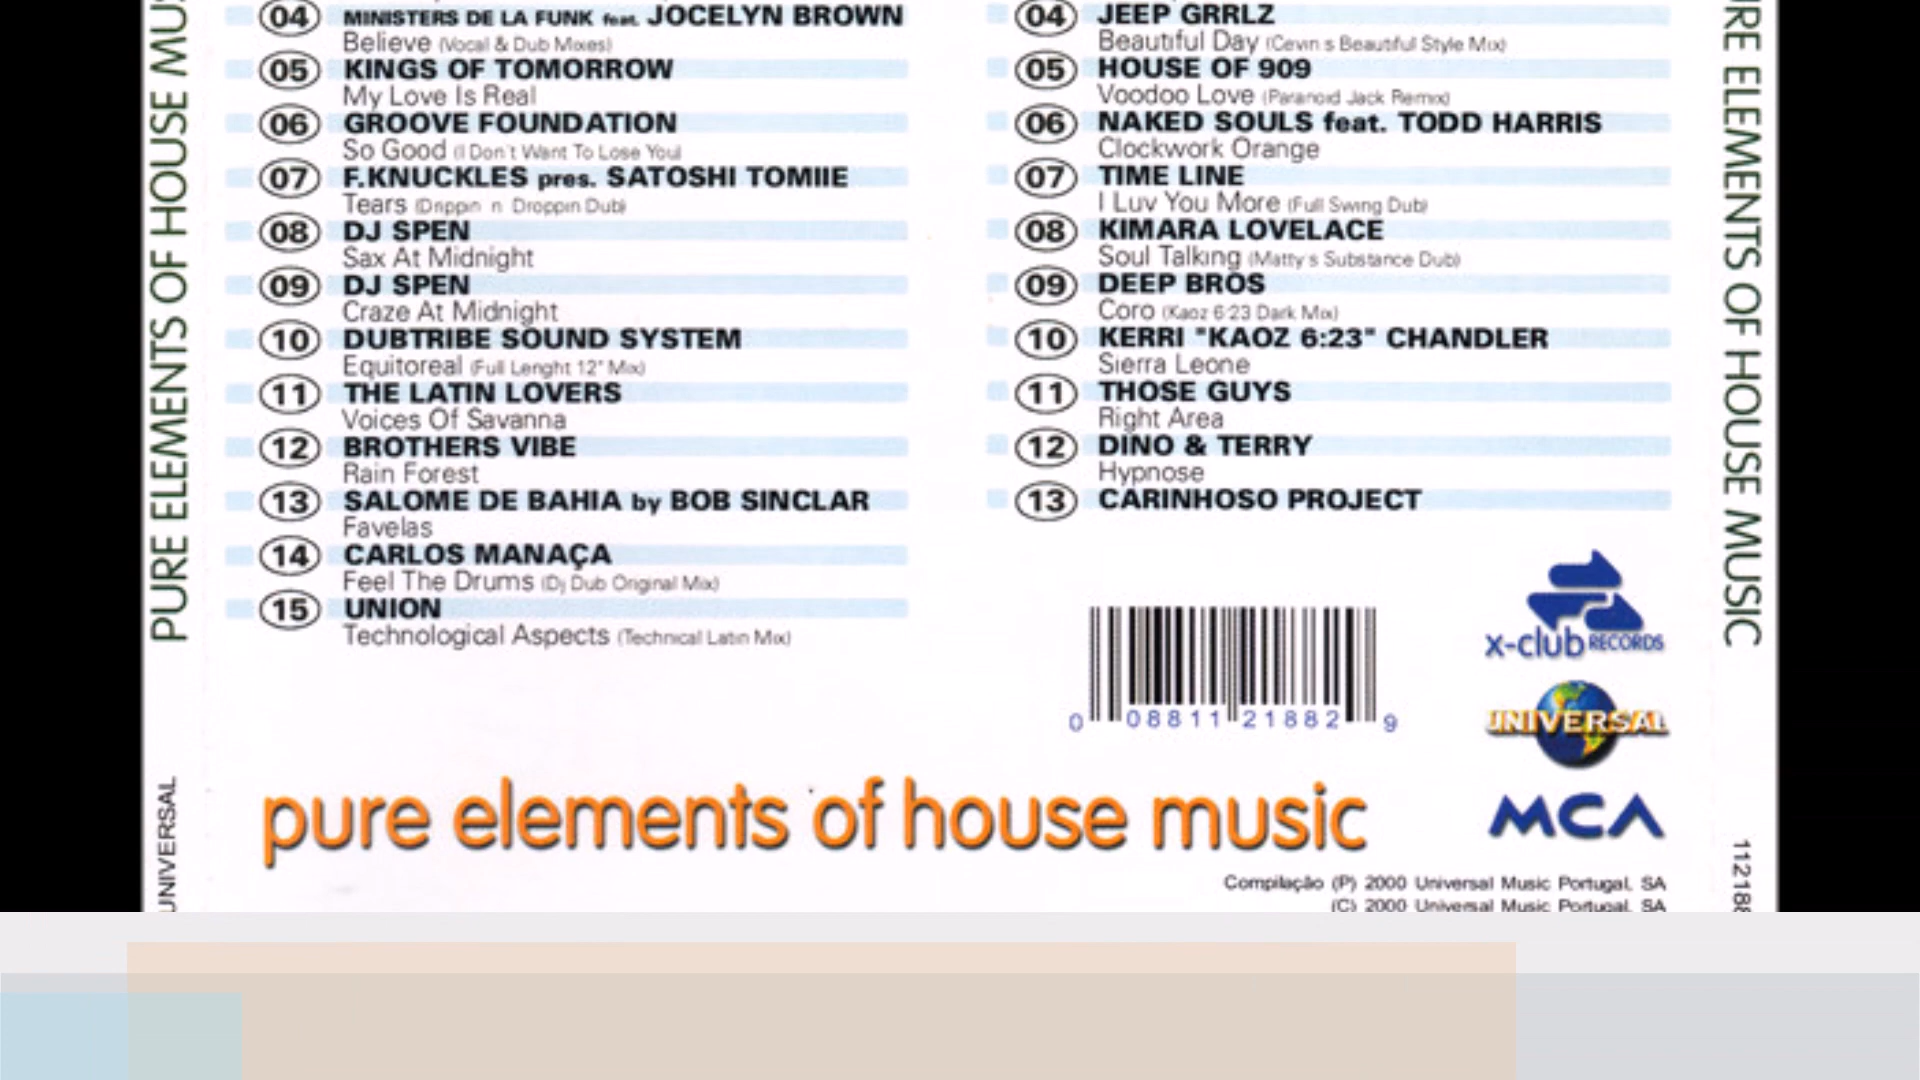 PURE ELEMENTS OF HOUSE MUS
UNIVERSAL
04 MINISTERS DE LA FUNK feat. JOCELYN BROWN
Believe (Vocal & Dub Mixes)
05 KINGS OF TOMORROW
My Love Is Real
06 GROOVE FOUNDATION
So Good (I Don't Want To Lose You)
07 F.KNUCKLES pres. SATOSHI TOMIIE
Tears (Drippin n Droppin Dub)
08 DJ SPEN
Sax At Midnight
09 DJ SPEN
Craze At Midnight
10 DUBTRIBE SOUND SYSTEM
Equitoreal (Full Lenght 12" Mix)
11 THE LATIN LOVERS
Voices Of Savanna
12 BROTHERS VIBE
Rain Forest
13 SALOME DE BAHIA by BOB SINCLAR
Favelas
14 CARLOS MANAÇA
Feel The Drums (Dj Dub Original Mix)
15 UNION
Technological Aspects (Technical Latin Mix)
04 JEEP GRRLZ
Beautiful Day (Cevin s Beautiful Style Mix)
05 HOUSE OF 909
Voodoo Love (Paranoid Jack Remix)
06 NAKED SOULS feat. TODD HARRIS
Clockwork Orange
07 TIME LINE
I Luv You More (Full Swing Dub)
08 KIMARA LOVELACE
Soul Talking (Matty s Substance Dub)
09 DEEP BROS
Coro (Kaoz 6:23 Dark Mix)
10 KERRI "KAOZ 6:23" CHANDLER
Sierra Leone
11 THOSE GUYS
Right Area
12 DINO & TERRY
Hypnose
13 CARINHOSO PROJECT
x-club RECORDS
0 08811 21882 9
UNIVERSAL
MCA
pure elements of house music
Compilação (P) 2000 Universal Music Portugal, SA
(C) 2000 Universal Music Portugal, SA
URE ELEMENTS OF HOUSE MUSIC
112188